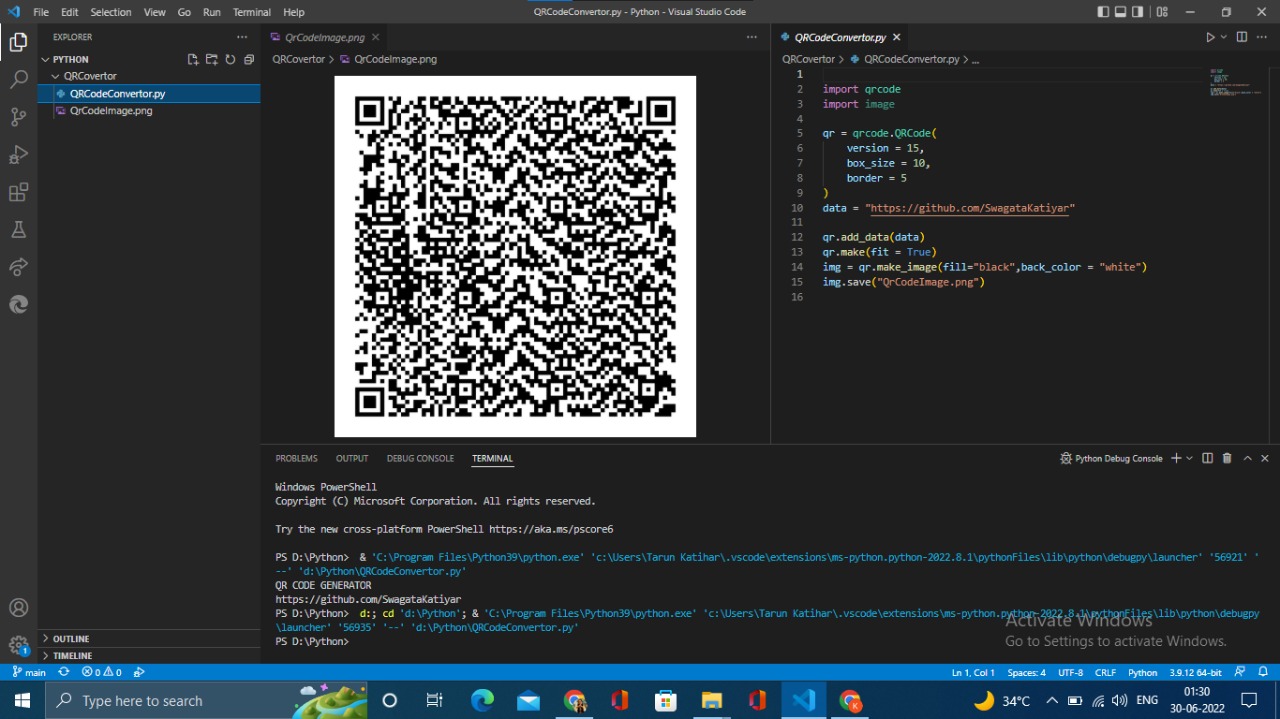 File Edit Selection View Go Run Terminal Help
QRCodeConvertor.py - Python - Visual Studio Code
EXPLORER
PYTHON
QRCovertor
QRCodeConvertor.py
QrCodeImage.png
OUTLINE
TIMELINE
QrCodeImage.png
QRCovertor > QrCodeImage.png
QRCodeConvertor.py
QRCovertor > QRCodeConvertor.py > ...
1
2 import qrcode
3 import image
4
5 qr = qrcode.QRCode(
6 version = 15,
7 box_size = 10,
8 border = 5
9 )
10 data = "https://github.com/SwagataKatiyar"
11
12 qr.add_data(data)
13 qr.make(fit = True)
14 img = qr.make_image(fill="black",back_color = "white")
15 img.save("QrCodeImage.png")
16
PROBLEMS OUTPUT DEBUG CONSOLE TERMINAL
Python Debug Console
Windows PowerShell
Copyright (C) Microsoft Corporation. All rights reserved.
Try the new cross-platform PowerShell https://aka.ms/pscore6
PS D:\Python>  & 'C:\Program Files\Python39\python.exe' 'c:\Users\Tarun Katihar\.vscode\extensions\ms-python.python-2022.8.1\pythonFiles\lib\python\debugpy\launcher' '56921' '
--' 'd:\Python\QRCodeConvertor.py'
QR CODE GENERATOR
https://github.com/SwagataKatiyar
PS D:\Python>  d:; cd 'd:\Python'; & 'C:\Program Files\Python39\python.exe' 'c:\Users\Tarun Katihar\.vscode\extensions\ms-python.python-2022.8.1\pythonFiles\lib\python\debugpy
\launcher' '56935' '--' 'd:\Python\QRCodeConvertor.py'
PS D:\Python>
Activate Windows
Go to Settings to activate Windows.
1
main 0 0
Ln 1, Col 1 Spaces: 4 UTF-8 CRLF Python 3.9.12 64-bit
Type here to search
34°C ENG
01:30
30-06-2022